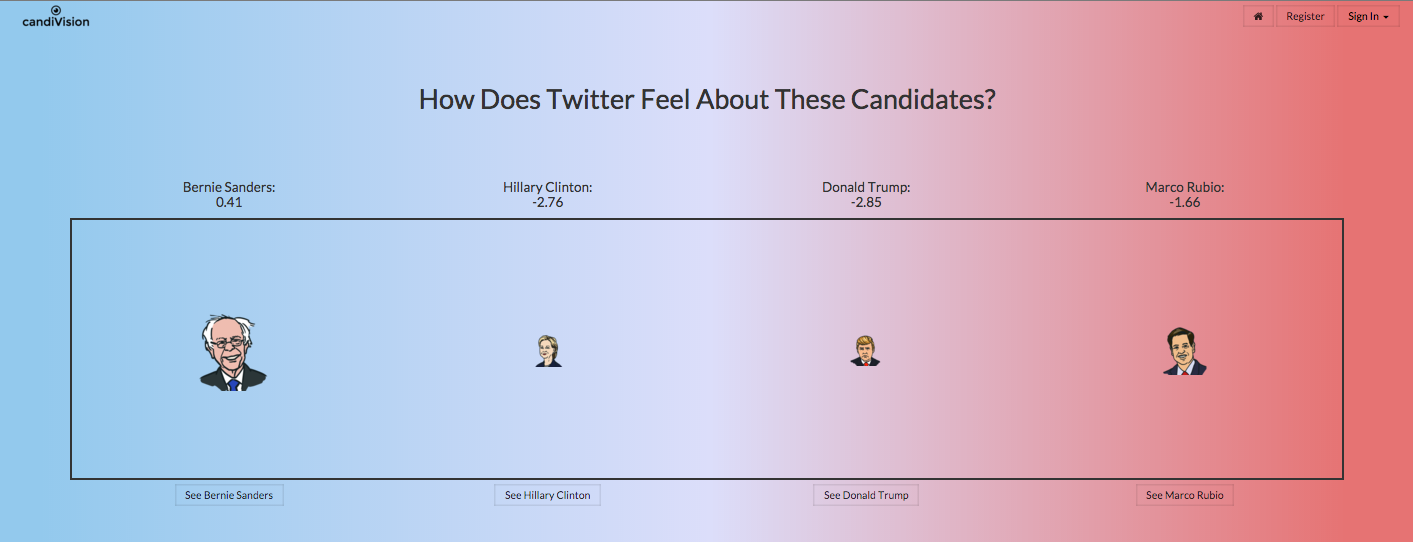 candiVision
Register
Sign In
How Does Twitter Feel About These Candidates?
Bernie Sanders:
0.41
Hillary Clinton:
-2.76
Donald Trump:
-2.85
Marco Rubio:
-1.66
See Bernie Sanders
See Hillary Clinton
See Donald Trump
See Marco Rubio